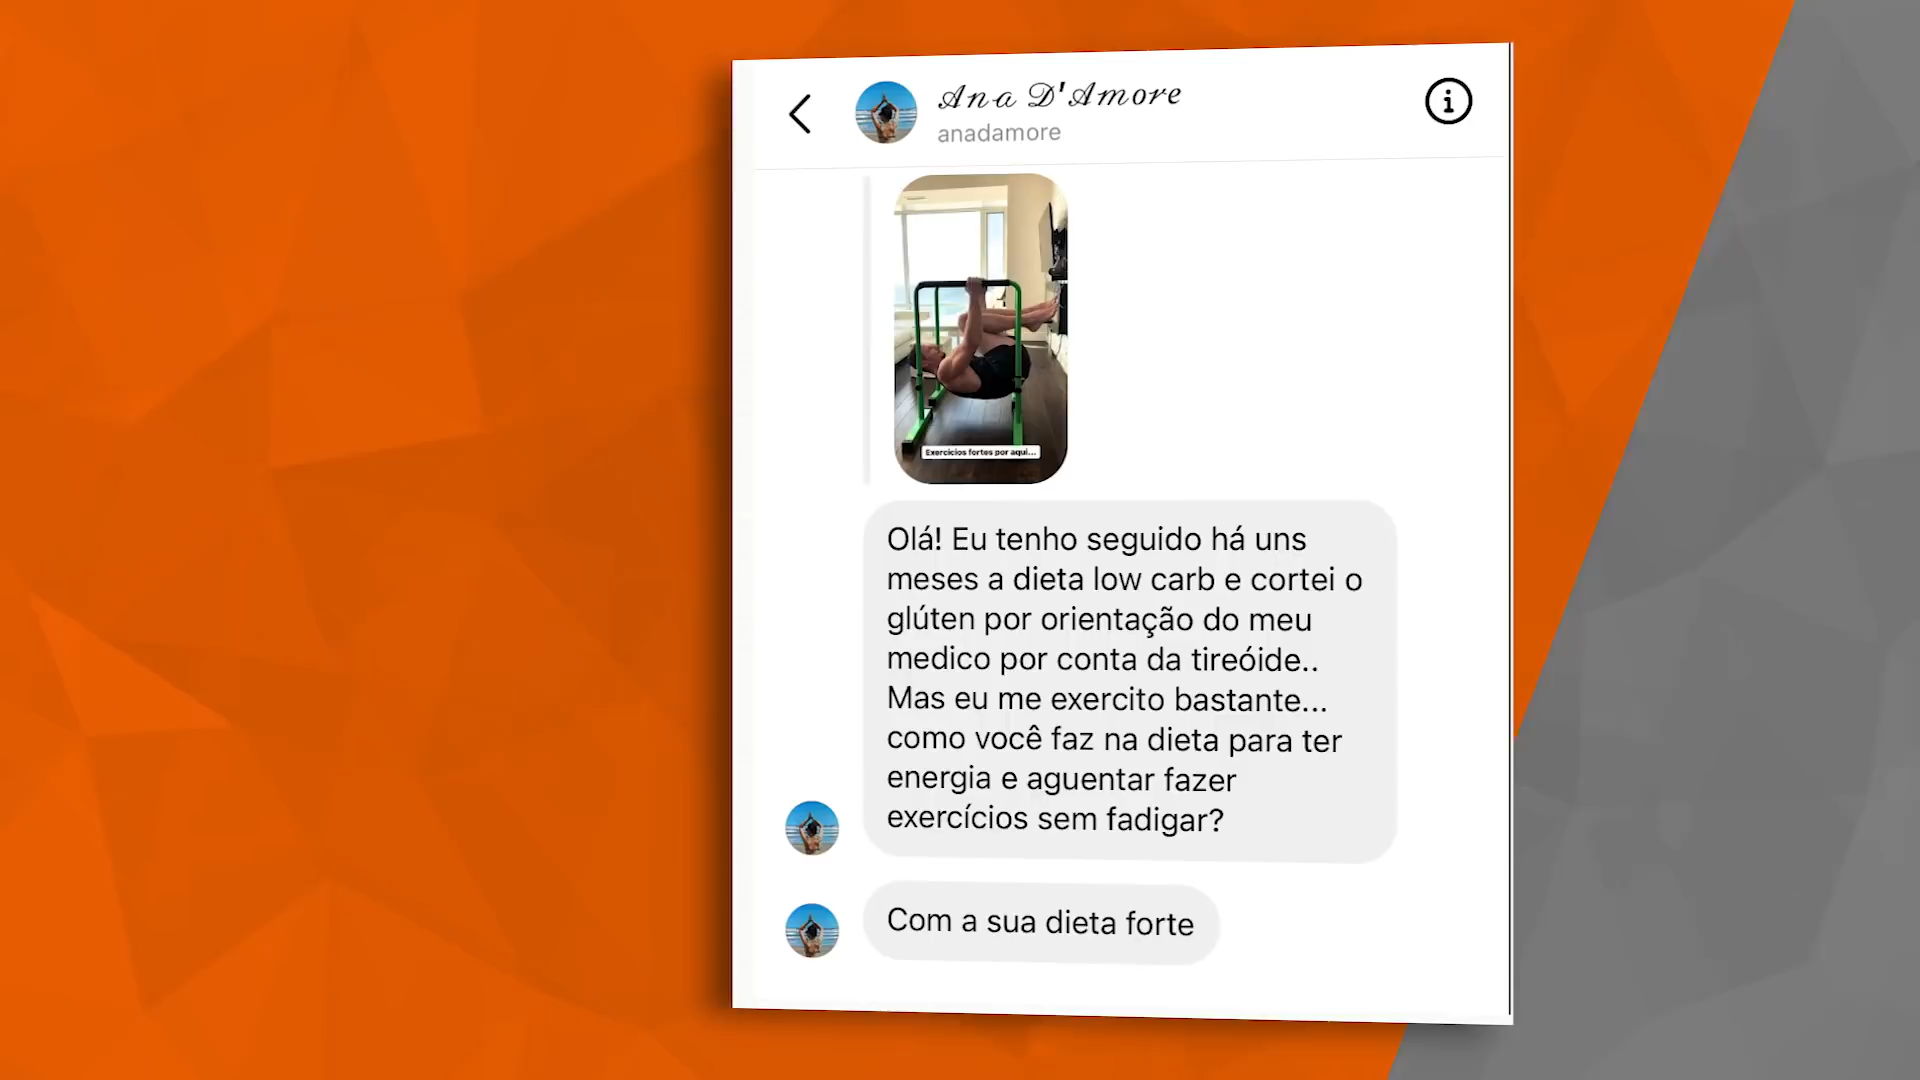 Ana D'Amore
anadamore
Exercicios fortes por aqui...
Olá! Eu tenho seguido há uns
meses a dieta low carb e cortei o
glúten por orientação do meu
medico por conta da tireóide..
Mas eu me exercito bastante...
como você faz na dieta para ter
energia e aguentar fazer
exercícios sem fadigar?
Com a sua dieta forte